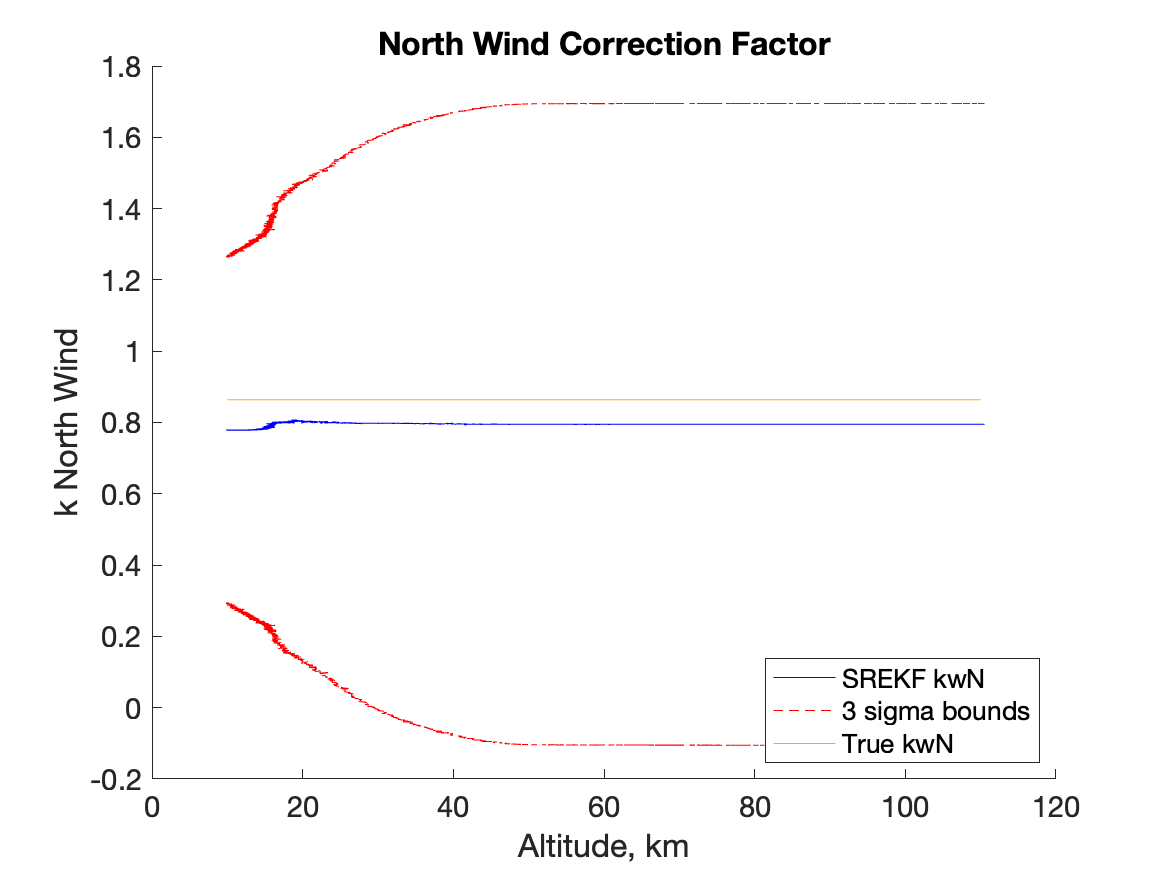 North Wind Correction Factor
1.8
1.6
1.4
1.2
1
0.8
0.6
0.4
0.2
0
-0.2
k North Wind
SREKF kwN
3 sigma bounds
True kwN
0 20 40 60 80 100 120
Altitude, km